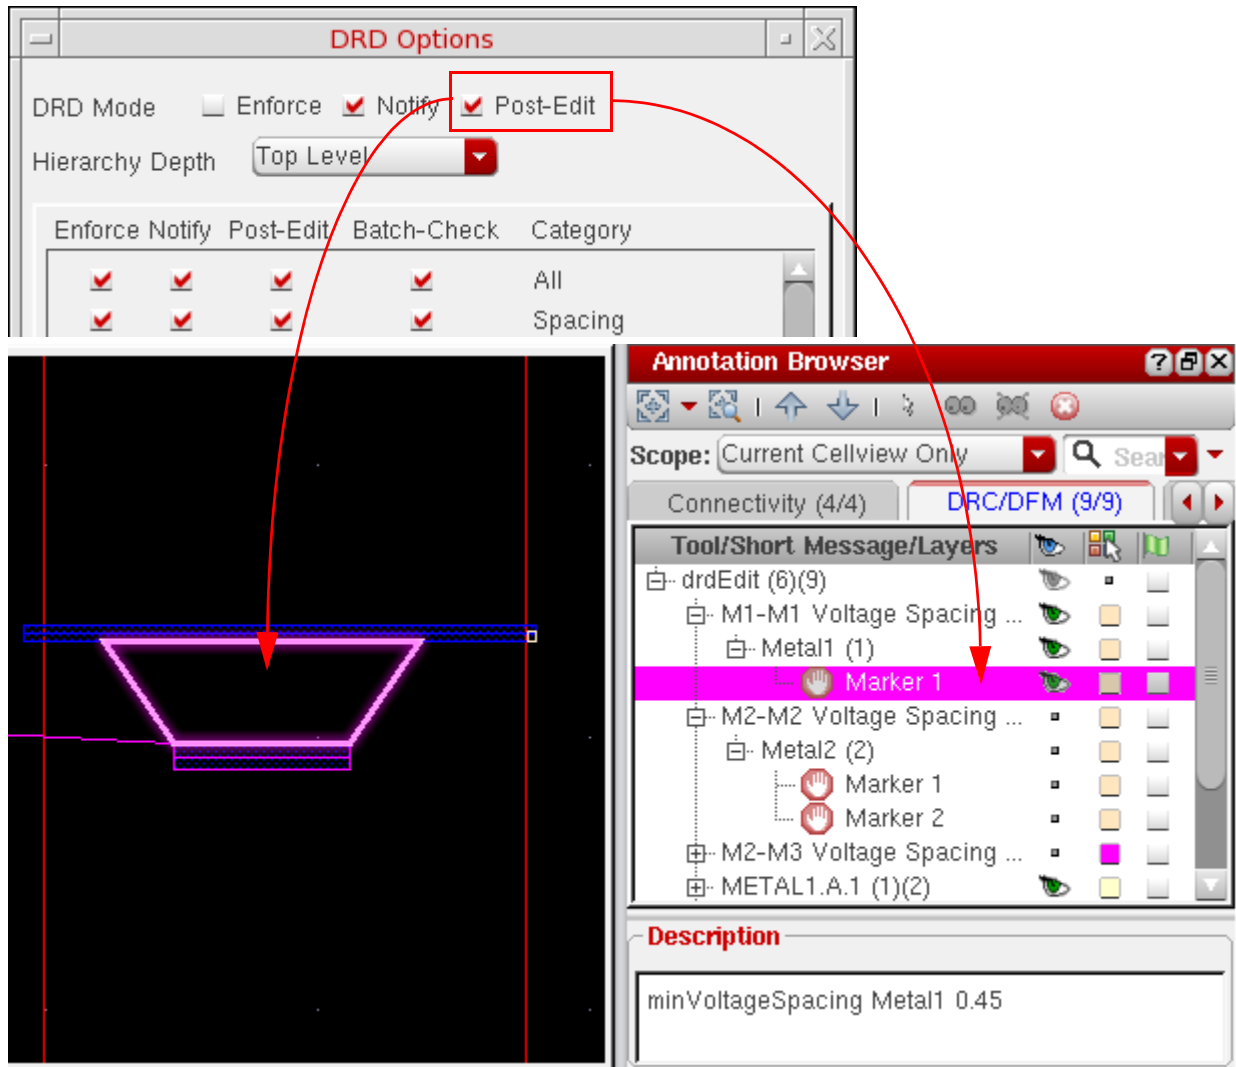 DRD Options
DRD Mode Enforce Notify Post-Edit
Hierarchy Depth Top Level
Enforce Notify Post-Edit Batch-Check Category
All
Spacing
Annotation Browser
Scope: Current Cellview Only Sear
Connectivity (4/4) DRC/DFM (9/9)
Tool/Short Message/Layers
drdEdit (6)(9)
M1-M1 Voltage Spacing ...
Metal1 (1)
Marker 1
M2-M2 Voltage Spacing ...
Metal2 (2)
Marker 1
Marker 2
M2-M3 Voltage Spacing ...
METAL1.A.1 (1)(2)
Description
minVoltageSpacing Metal1 0.45